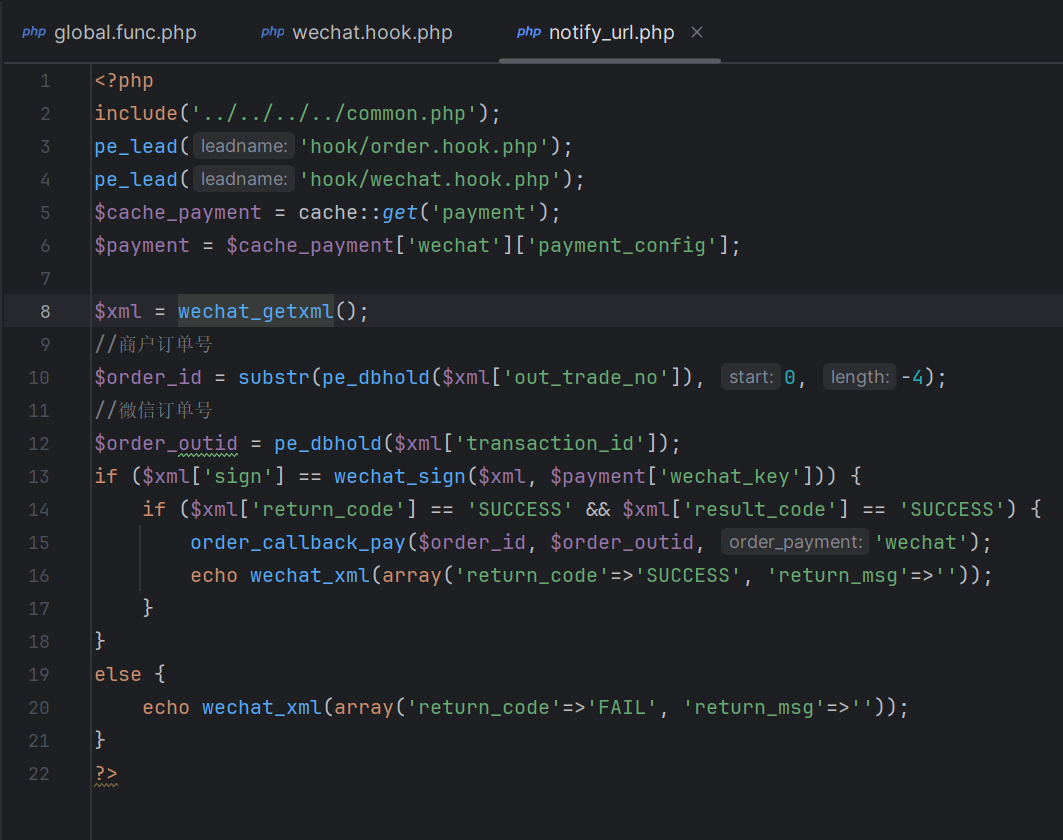 php global.func.php php wechat.hook.php php notify_url.php ×
1 <?php
2 include('../../../../common.php');
3 pe_lead( leadname: 'hook/order.hook.php');
4 pe_lead( leadname: 'hook/wechat.hook.php');
5 $cache_payment = cache::get('payment');
6 $payment = $cache_payment['wechat']['payment_config'];
7
8 $xml = wechat_getxml();
9 //商户订单号
10 $order_id = substr(pe_dbhold($xml['out_trade_no']), start: 0, length: -4);
11 //微信订单号
12 $order_outid = pe_dbhold($xml['transaction_id']);
13 if ($xml['sign'] == wechat_sign($xml, $payment['wechat_key'])) {
14     if ($xml['return_code'] == 'SUCCESS' && $xml['result_code'] == 'SUCCESS') {
15         order_callback_pay($order_id, $order_outid, order_payment: 'wechat');
16         echo wechat_xml(array('return_code'=>'SUCCESS', 'return_msg'=>''));
17     }
18 }
19 else {
20     echo wechat_xml(array('return_code'=>'FAIL', 'return_msg'=>''));
21 }
22 ?>